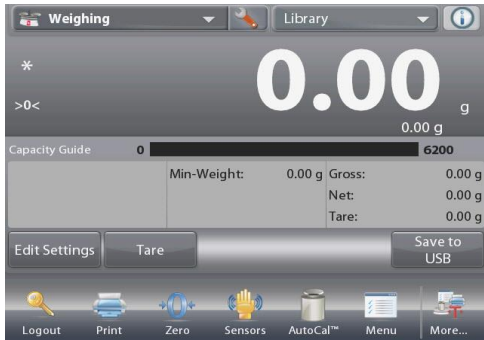 Weighing Library
*
>0<
0.00 g
0.00 g
Capacity Guide 0 6200
Min-Weight: 0.00 g Gross: 0.00 g
Net: 0.00 g
Tare: 0.00 g
Edit Settings Tare Save to
USB
Logout Print Zero Sensors AutoCal™ Menu More...